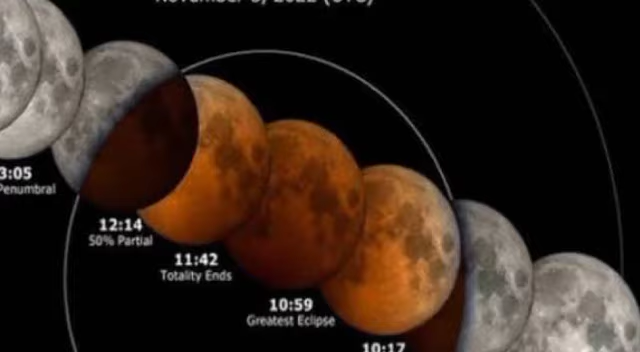 3:05
Penumbral
12:14
50% Partial
11:42
Totality Ends
10:59
Greatest Eclipse
10:17